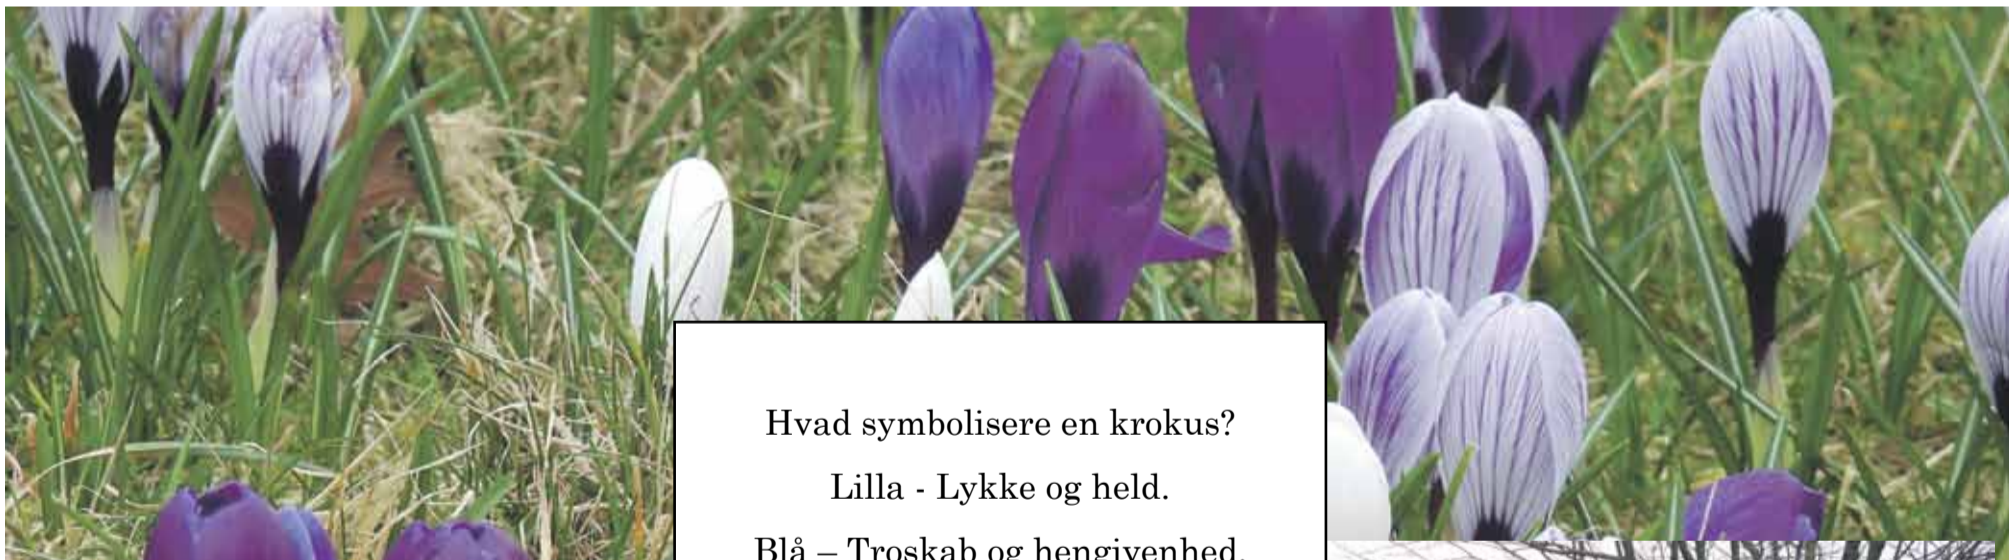 Hvad symbolisere en krokus?
Lilla - Lykke og held.
Blå – Troskab og hengivenhed.